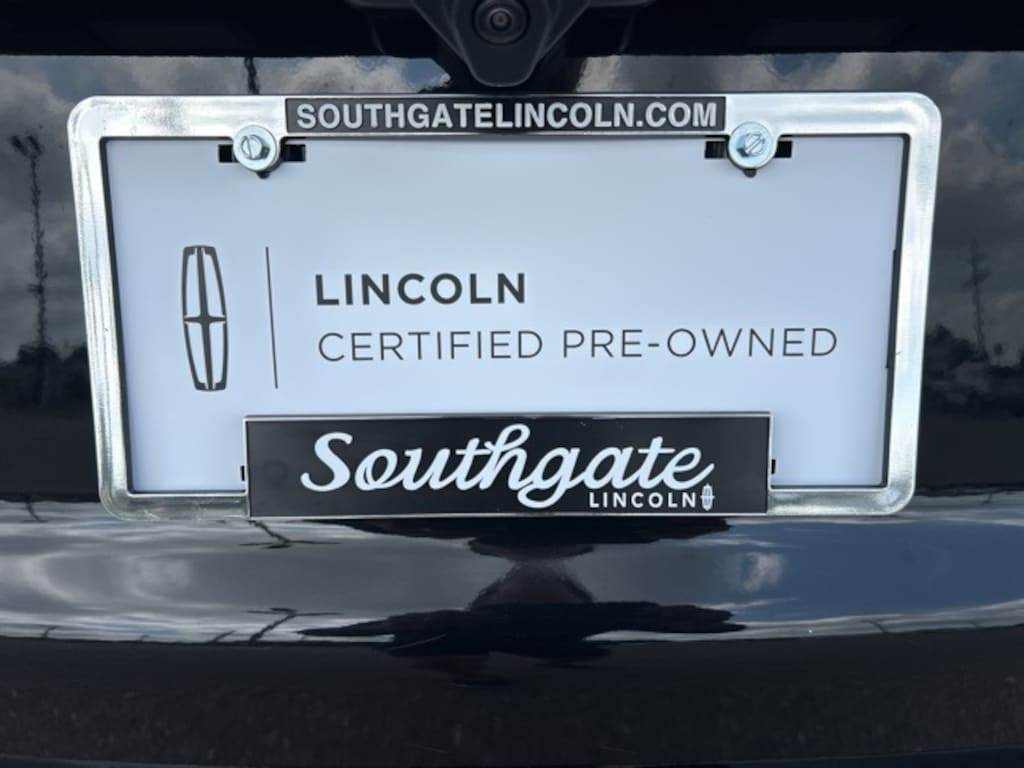 SOUTHGATELINCOLN.COM
LINCOLN
CERTIFIED PRE-OWNED
Southgate
LINCOLN